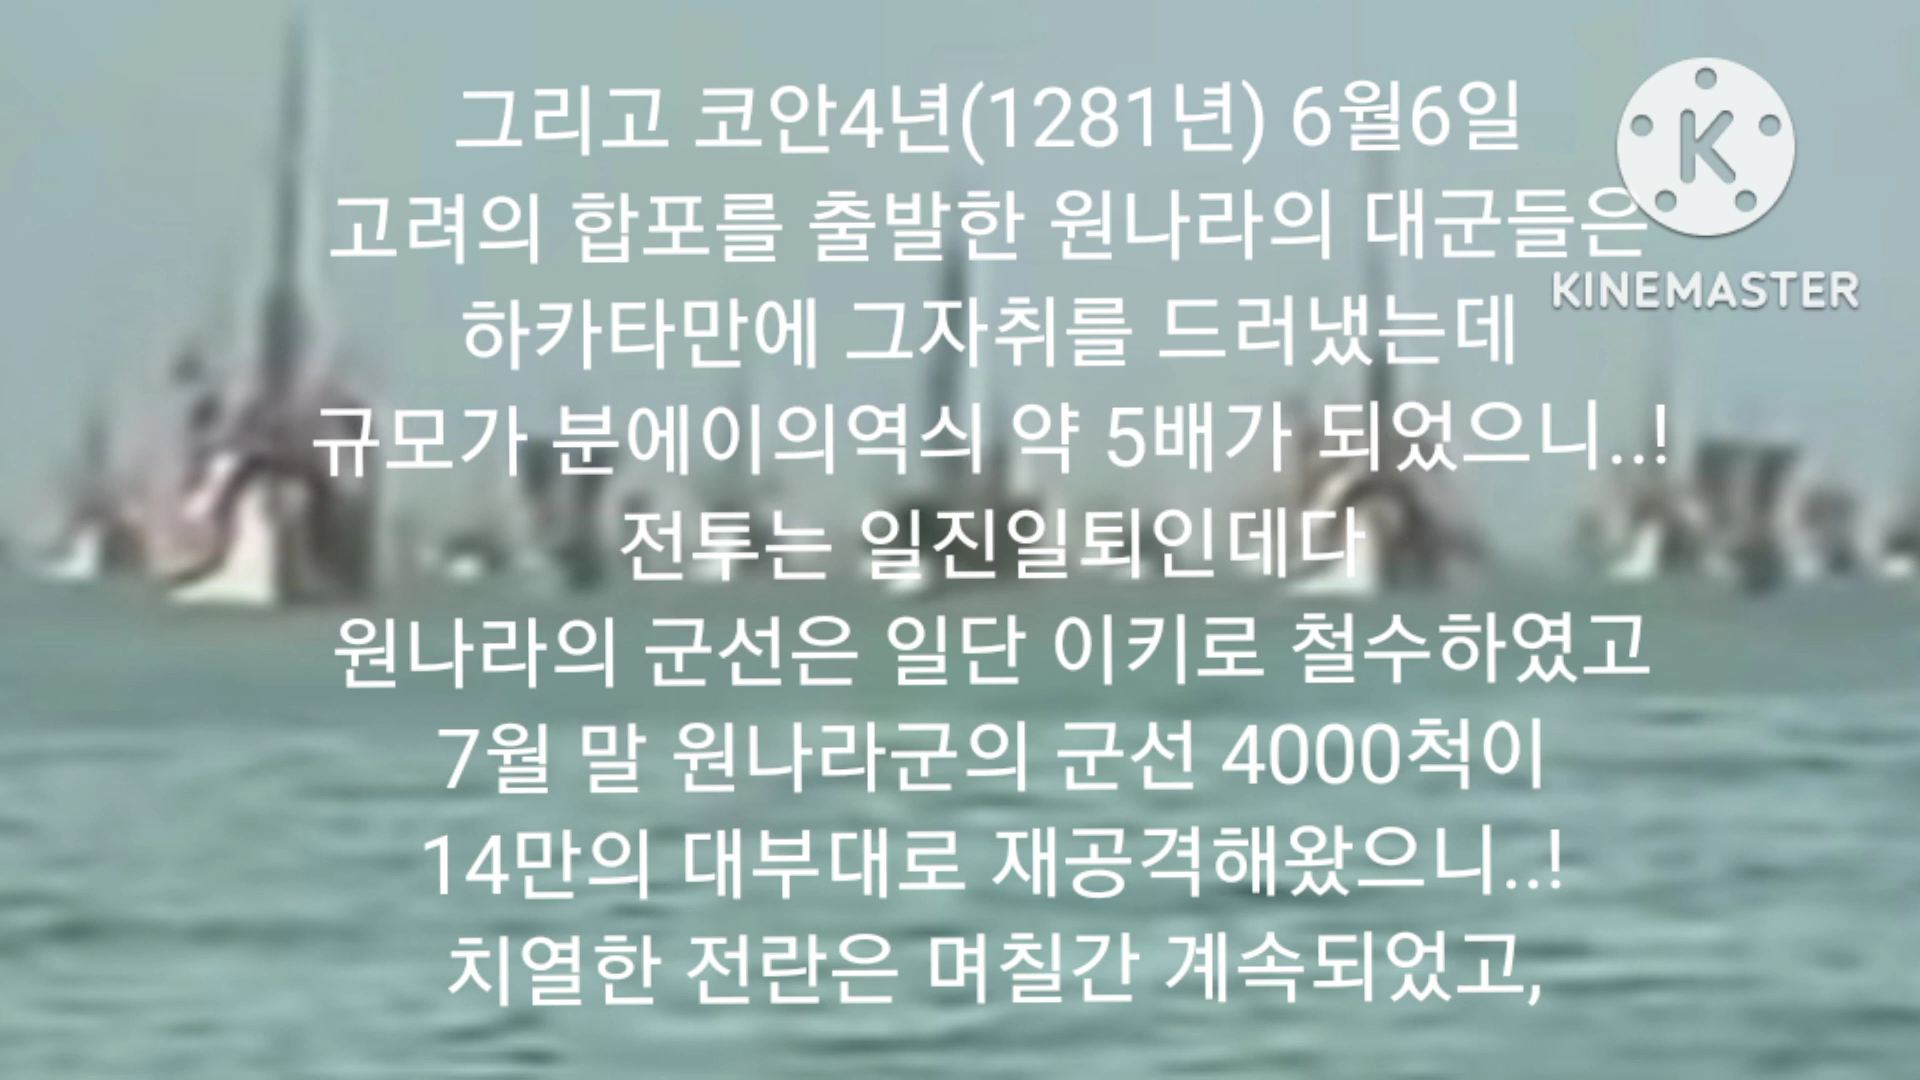 그리고 코안4년(1281년) 6월6일
고려의 합포를 출발한 원나라의 대군들은
하카타만에 그자취를 드러냈는데
규모가 분에이의역싀 약 5배가 되었으니..!
전투는 일진일퇴인데다
원나라의 군선은 일단 이키로 철수하였고
7월 말 원나라군의 군선 4000척이
14만의 대부대로 재공격해왔으니..!
치열한 전란은 며칠간 계속되었고,
K
KINEMASTER